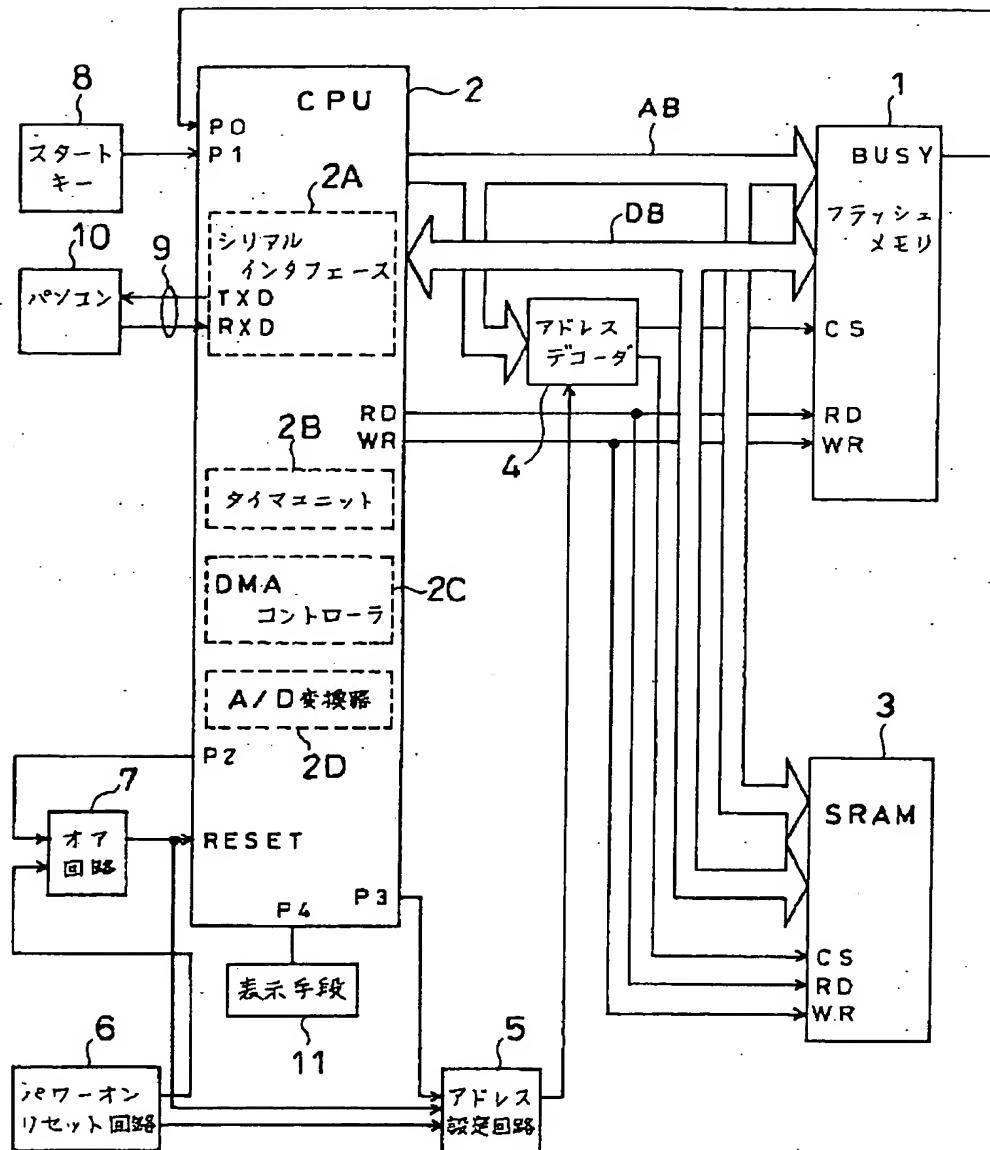 8
スタート
キー
10
パソコン
9
CPU
2
P0
P1
2A
シリアル
インタフェース
TXD
RXD
RD
WR
2B
タイマユニット
DMA
コントローラ
2C
A/D変換器
2D
P2
RESET
P3
P4
7
オア
回路
表示手段
11
6
パワーオン
リセット回路
5
アドレス
設定回路
AB
DB
アドレス
デコーダ
4
1
BUSY
フラッシュ
メモリ
CS
RD
WR
3
SRAM
CS
RD
WR